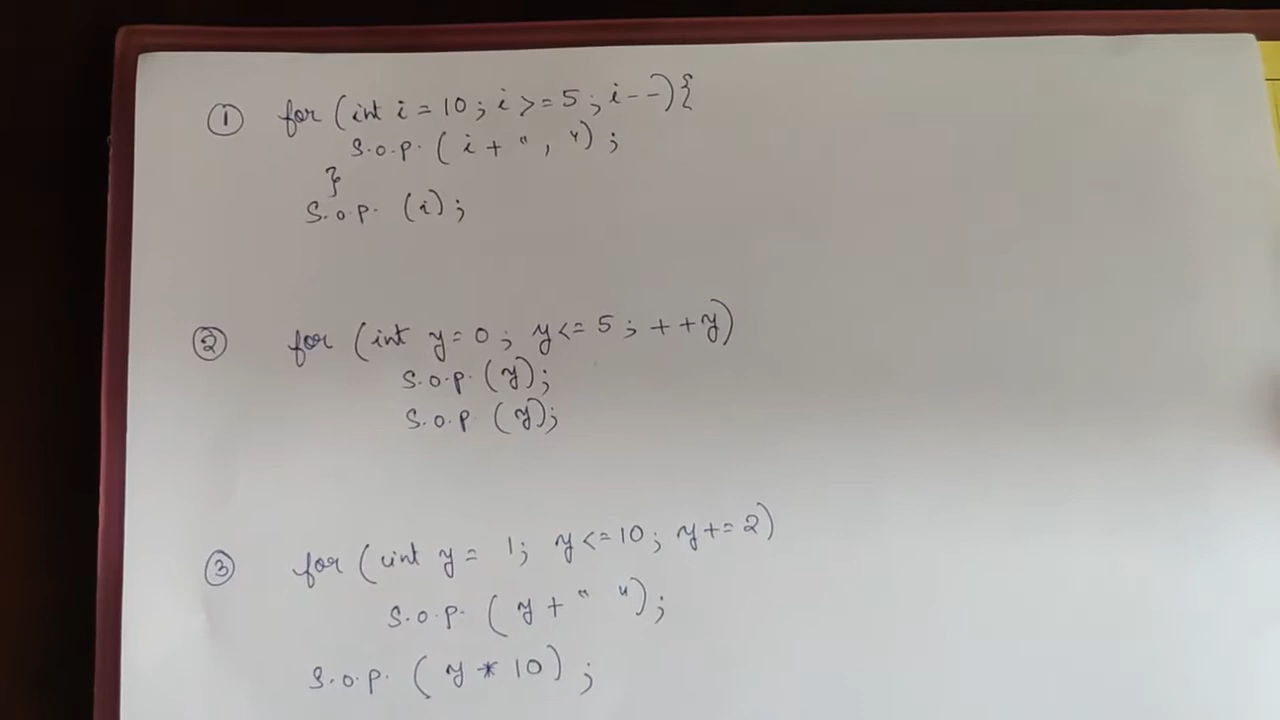 ① for (int i = 10 ; i >= 5 ; i - -) {
S.o.p. ( i + " , " ) ;
}
S.o.p. (i) ;
② for (int y = 0 ; y <= 5 ; + + y)
S.o.p. (y) ;
S.o.p. (y) ;
③ for (int y = 1 ; y <= 10 ; y += 2)
S.o.p. ( y + " " ) ;
S.o.p. ( y * 10 ) ;